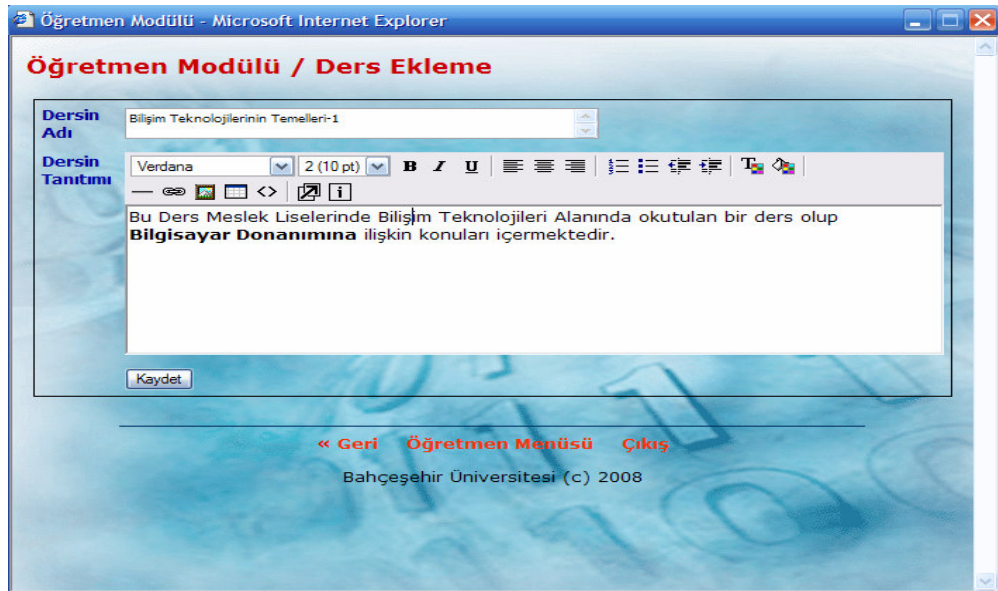 Öğretmen Modülü - Microsoft Internet Explorer
Öğretmen Modülü / Ders Ekleme
Dersin Adı
Bilişim Teknolojilerinin Temelleri-1
Dersin Tanıtımı
Verdana 2 (10 pt) B I U
Bu Ders Meslek Liselerinde Bilişim Teknolojileri Alanında okutulan bir ders olup
Bilgisayar Donanımına ilişkin konuları içermektedir.
Kaydet
« Geri Öğretmen Menüsü Çıkış
Bahçeşehir Üniversitesi (c) 2008